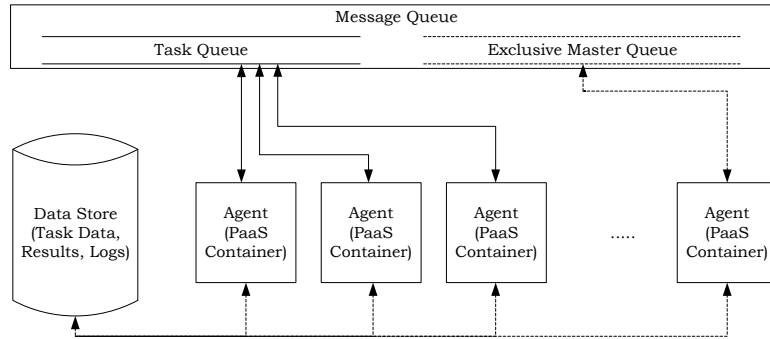 Message Queue
Task Queue
Exclusive Master Queue
Data Store
(Task Data,
Results, Logs)
Agent
(PaaS
Container)
Agent
(PaaS
Container)
Agent
(PaaS
Container)
.....
Agent
(PaaS
Container)